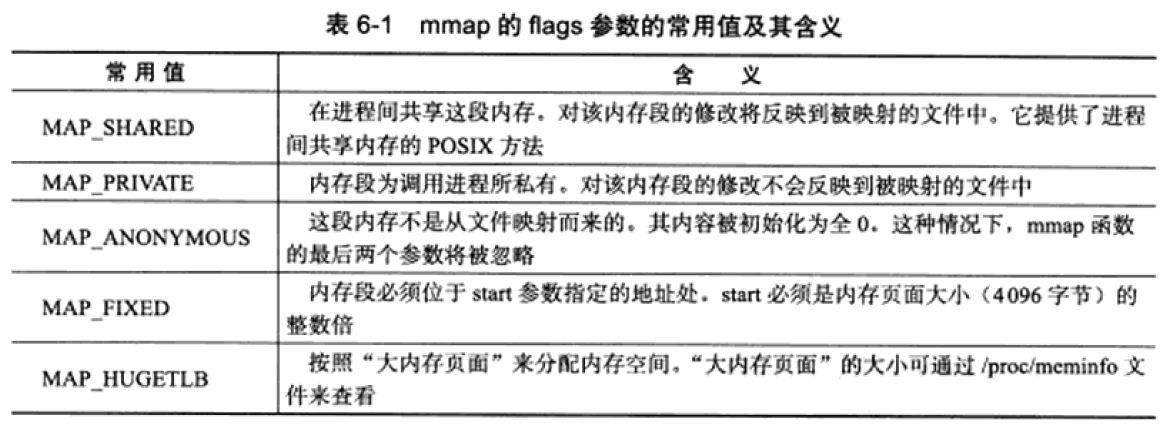 表 6-1 mmap 的 flags 参数的常用值及其含义
常用值 含 义
MAP_SHARED 在进程间共享这段内存。对该内存段的修改将反映到被映射的文件中。它提供了进程
间共享内存的 POSIX 方法
MAP_PRIVATE 内存段为调用进程所私有。对该内存段的修改不会反映到被映射的文件中
MAP_ANONYMOUS 这段内存不是从文件映射而来的。其内容被初始化为全 0。这种情况下，mmap 函数
的最后两个参数将被忽略
MAP_FIXED 内存段必须位于 start 参数指定的地址处。start 必须是内存页面大小（4096 字节）的
整数倍
MAP_HUGETLB 按照“大内存页面”来分配内存空间。“大内存页面”的大小可通过 /proc/meminfo 文
件来查看